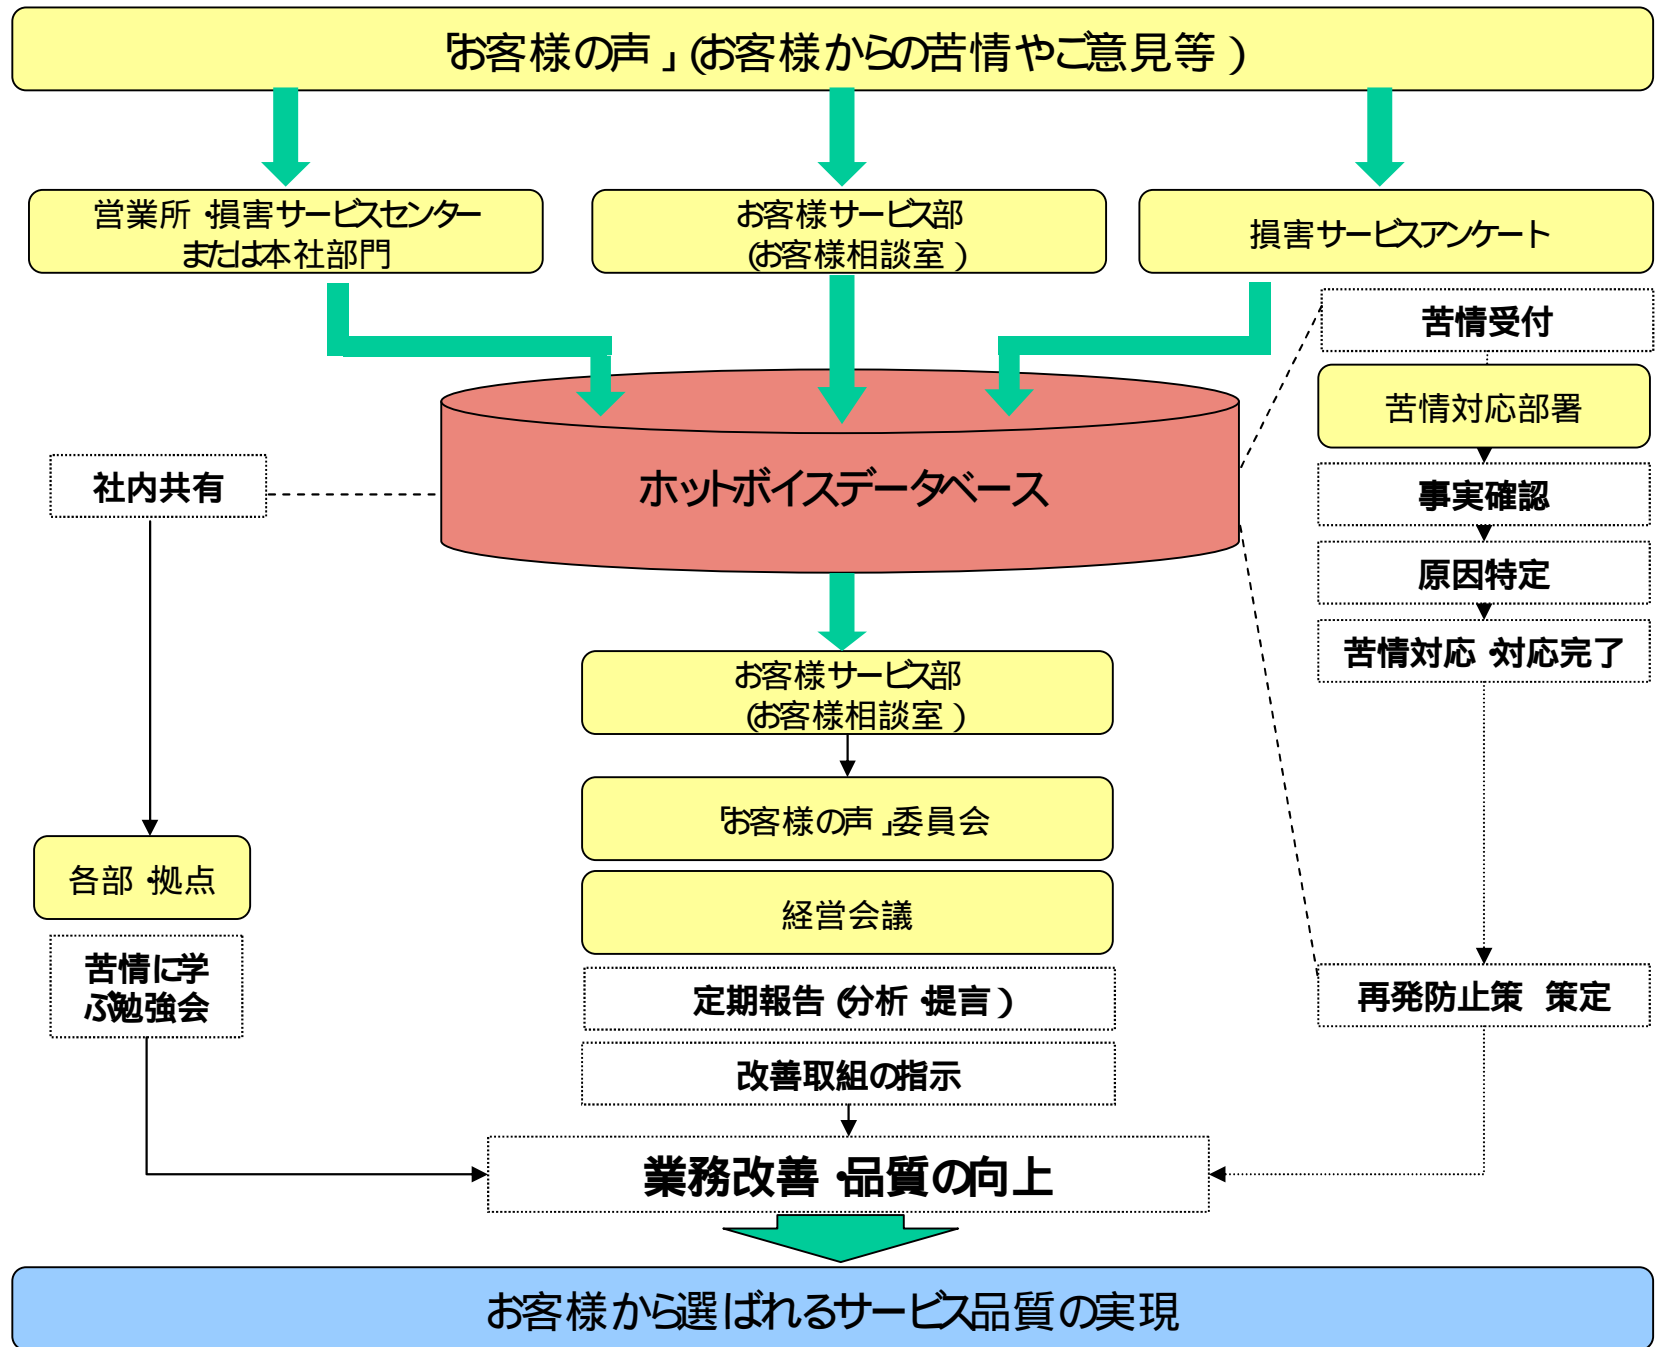 「お客様の声」(お客様からの苦情やご意見等)
営業所・損害サービスセンター
または本社部門
お客様サービス部
(お客様相談室)
損害サービスアンケート
苦情受付
苦情対応部署
社内共有
ホットボイスデータベース
事実確認
原因特定
苦情対応・対応完了
お客様サービス部
(お客様相談室)
「お客様の声」委員会
各部・拠点
経営会議
苦情に学
ぶ勉強会
定期報告(分析・提言)
再発防止策 策定
改善取組の指示
業務改善・品質の向上
お客様から選ばれるサービス品質の実現